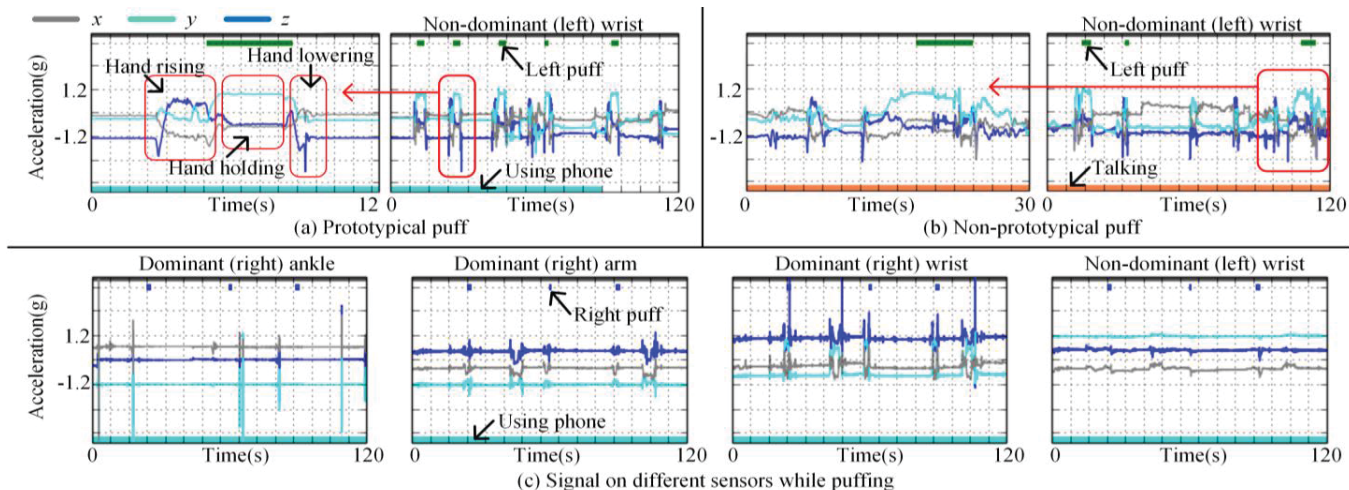 x y z
Non-dominant (left) wrist
Hand rising
Hand lowering
Left puff
Acceleration(g)
1.2
-1.2
Hand holding
Using phone
0 Time(s) 12
0 Time(s) 120
(a) Prototypical puff
Non-dominant (left) wrist
Left puff
1.2
-1.2
Talking
0 Time(s) 30
0 Time(s) 120
(b) Non-prototypical puff
Dominant (right) ankle
Dominant (right) arm
Dominant (right) wrist
Non-dominant (left) wrist
Right puff
Acceleration(g)
1.2
-1.2
Using phone
0 Time(s) 120
0 Time(s) 120
0 Time(s) 120
0 Time(s) 120
(c) Signal on different sensors while puffing